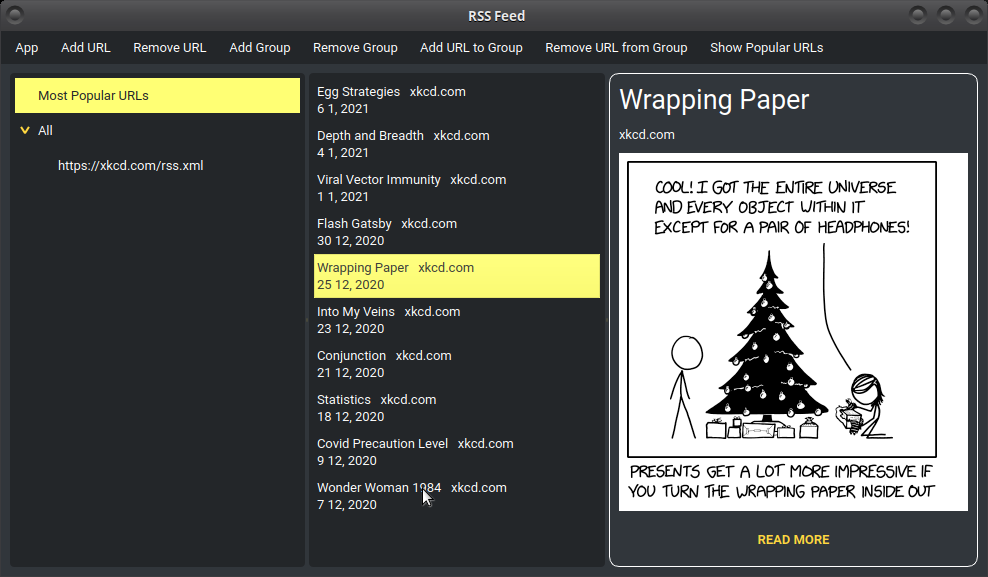 RSS Feed
App Add URL Remove URL Add Group Remove Group Add URL to Group Remove URL from Group Show Popular URLs
Most Popular URLs
All
https://xkcd.com/rss.xml
Egg Strategies xkcd.com
6 1, 2021
Depth and Breadth xkcd.com
4 1, 2021
Viral Vector Immunity xkcd.com
1 1, 2021
Flash Gatsby xkcd.com
30 12, 2020
Wrapping Paper xkcd.com
25 12, 2020
Into My Veins xkcd.com
23 12, 2020
Conjunction xkcd.com
21 12, 2020
Statistics xkcd.com
18 12, 2020
Covid Precaution Level xkcd.com
9 12, 2020
Wonder Woman 1984 xkcd.com
7 12, 2020
Wrapping Paper
xkcd.com
COOL! I GOT THE ENTIRE UNIVERSE
AND EVERY OBJECT WITHIN IT
EXCEPT FOR A PAIR OF HEADPHONES!
PRESENTS GET A LOT MORE IMPRESSIVE IF
YOU TURN THE WRAPPING PAPER INSIDE OUT
READ MORE